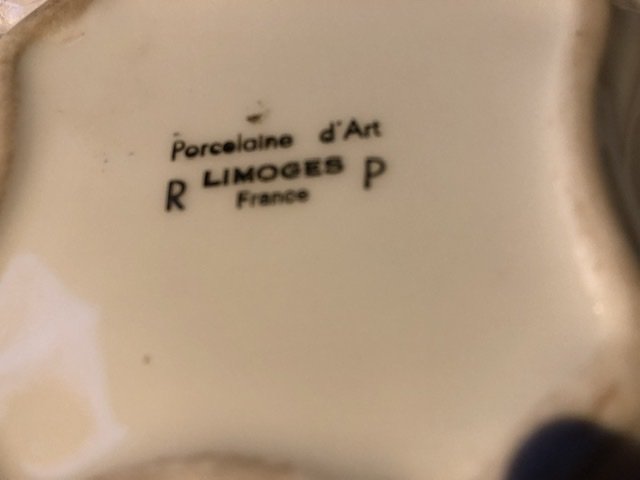 Porcelaine d'Art
R LIMOGES P
France